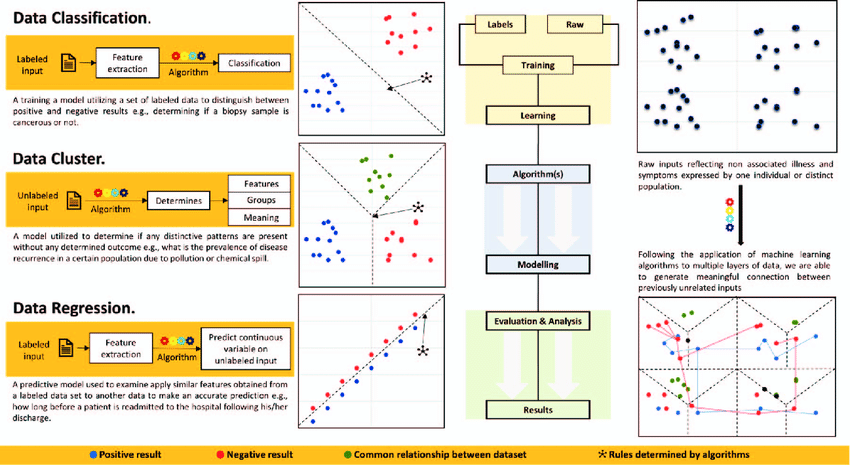 Data Classification.
Labeled
input
Feature
extraction
Algorithm
Classification
A training a model utilizing a set of labeled data to distinguish between
positive and negative results e.g., determining if a biopsy sample is
cancerous or not.
Data Cluster.
Unlabeled
input
Algorithm
Determines
Features
Groups
Meaning
A model utilized to determine if any distinctive patterns are present
without any determined outcome e.g., what is the prevalence of disease
recurrence in a certain population due to pollution or chemical spill.
Data Regression.
Labeled
input
Feature
extraction
Algorithm
Predict continuous
variable on
unlabeled input
A predictive model used to examine apply similar features obtained from
a labeled data set to another data to make an accurate prediction e.g.,
how long before a patient is readmitted to the hospital following his/her
discharge.
Labels
Raw
Training
Learning
Algorithm(s)
Modelling
Evaluation & Analysis
Results
Raw inputs reflecting non associated illness and
symptoms expressed by one individual or distinct
population.
Following the application of machine learning
algorithms to multiple layers of data, we are able
to generate meaningful connection between
previously unrelated inputs
Positive result
Negative result
Common relationship between dataset
Rules determined by algorithms